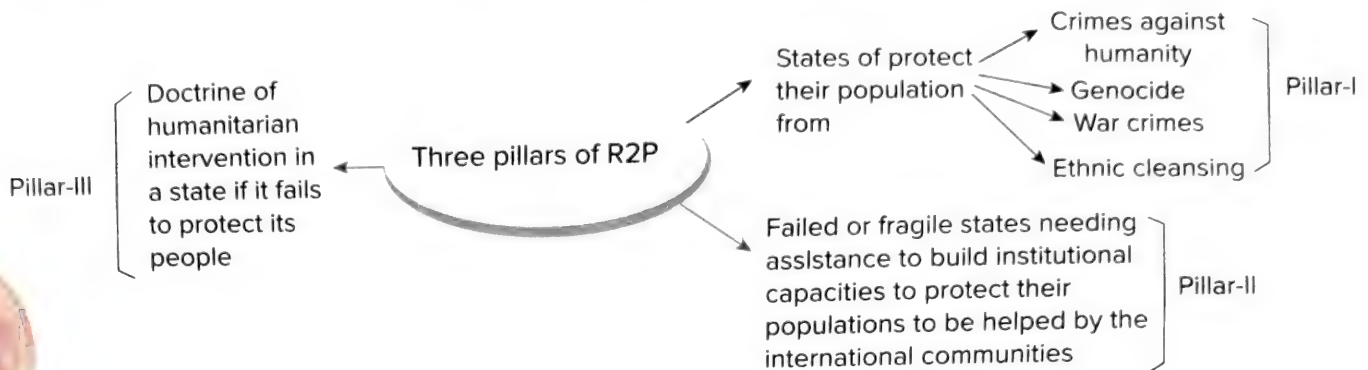 Three pillars of R2P
States of protect
their population
from
Crimes against
humanity
Genocide
War crimes
Ethnic cleansing
Pillar-I
Failed or fragile states needing
assistance to build institutional
capacities to protect their
populations to be helped by the
international communities
Pillar-II
Doctrine of
humanitarian
intervention in
a state if it fails
to protect its
people
Pillar-III